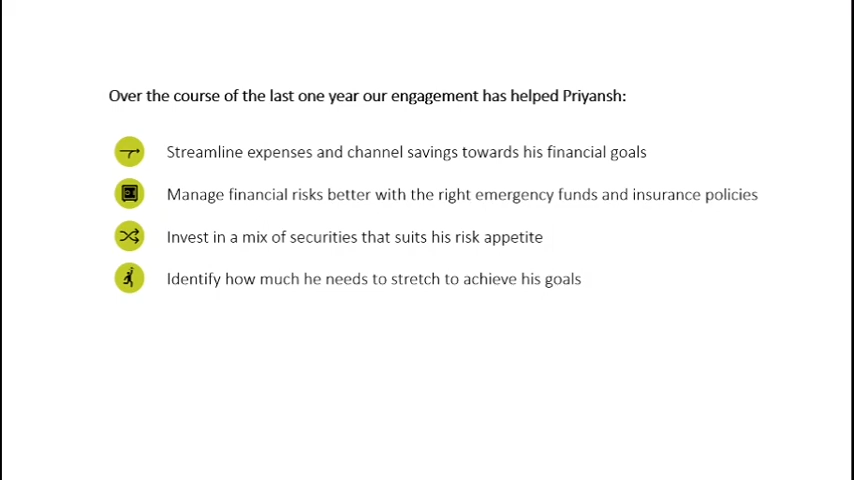 Over the course of the last one year our engagement has helped Priyansh:
Streamline expenses and channel savings towards his financial goals
Manage financial risks better with the right emergency funds and insurance policies
Invest in a mix of securities that suits his risk appetite
Identify how much he needs to stretch to achieve his goals